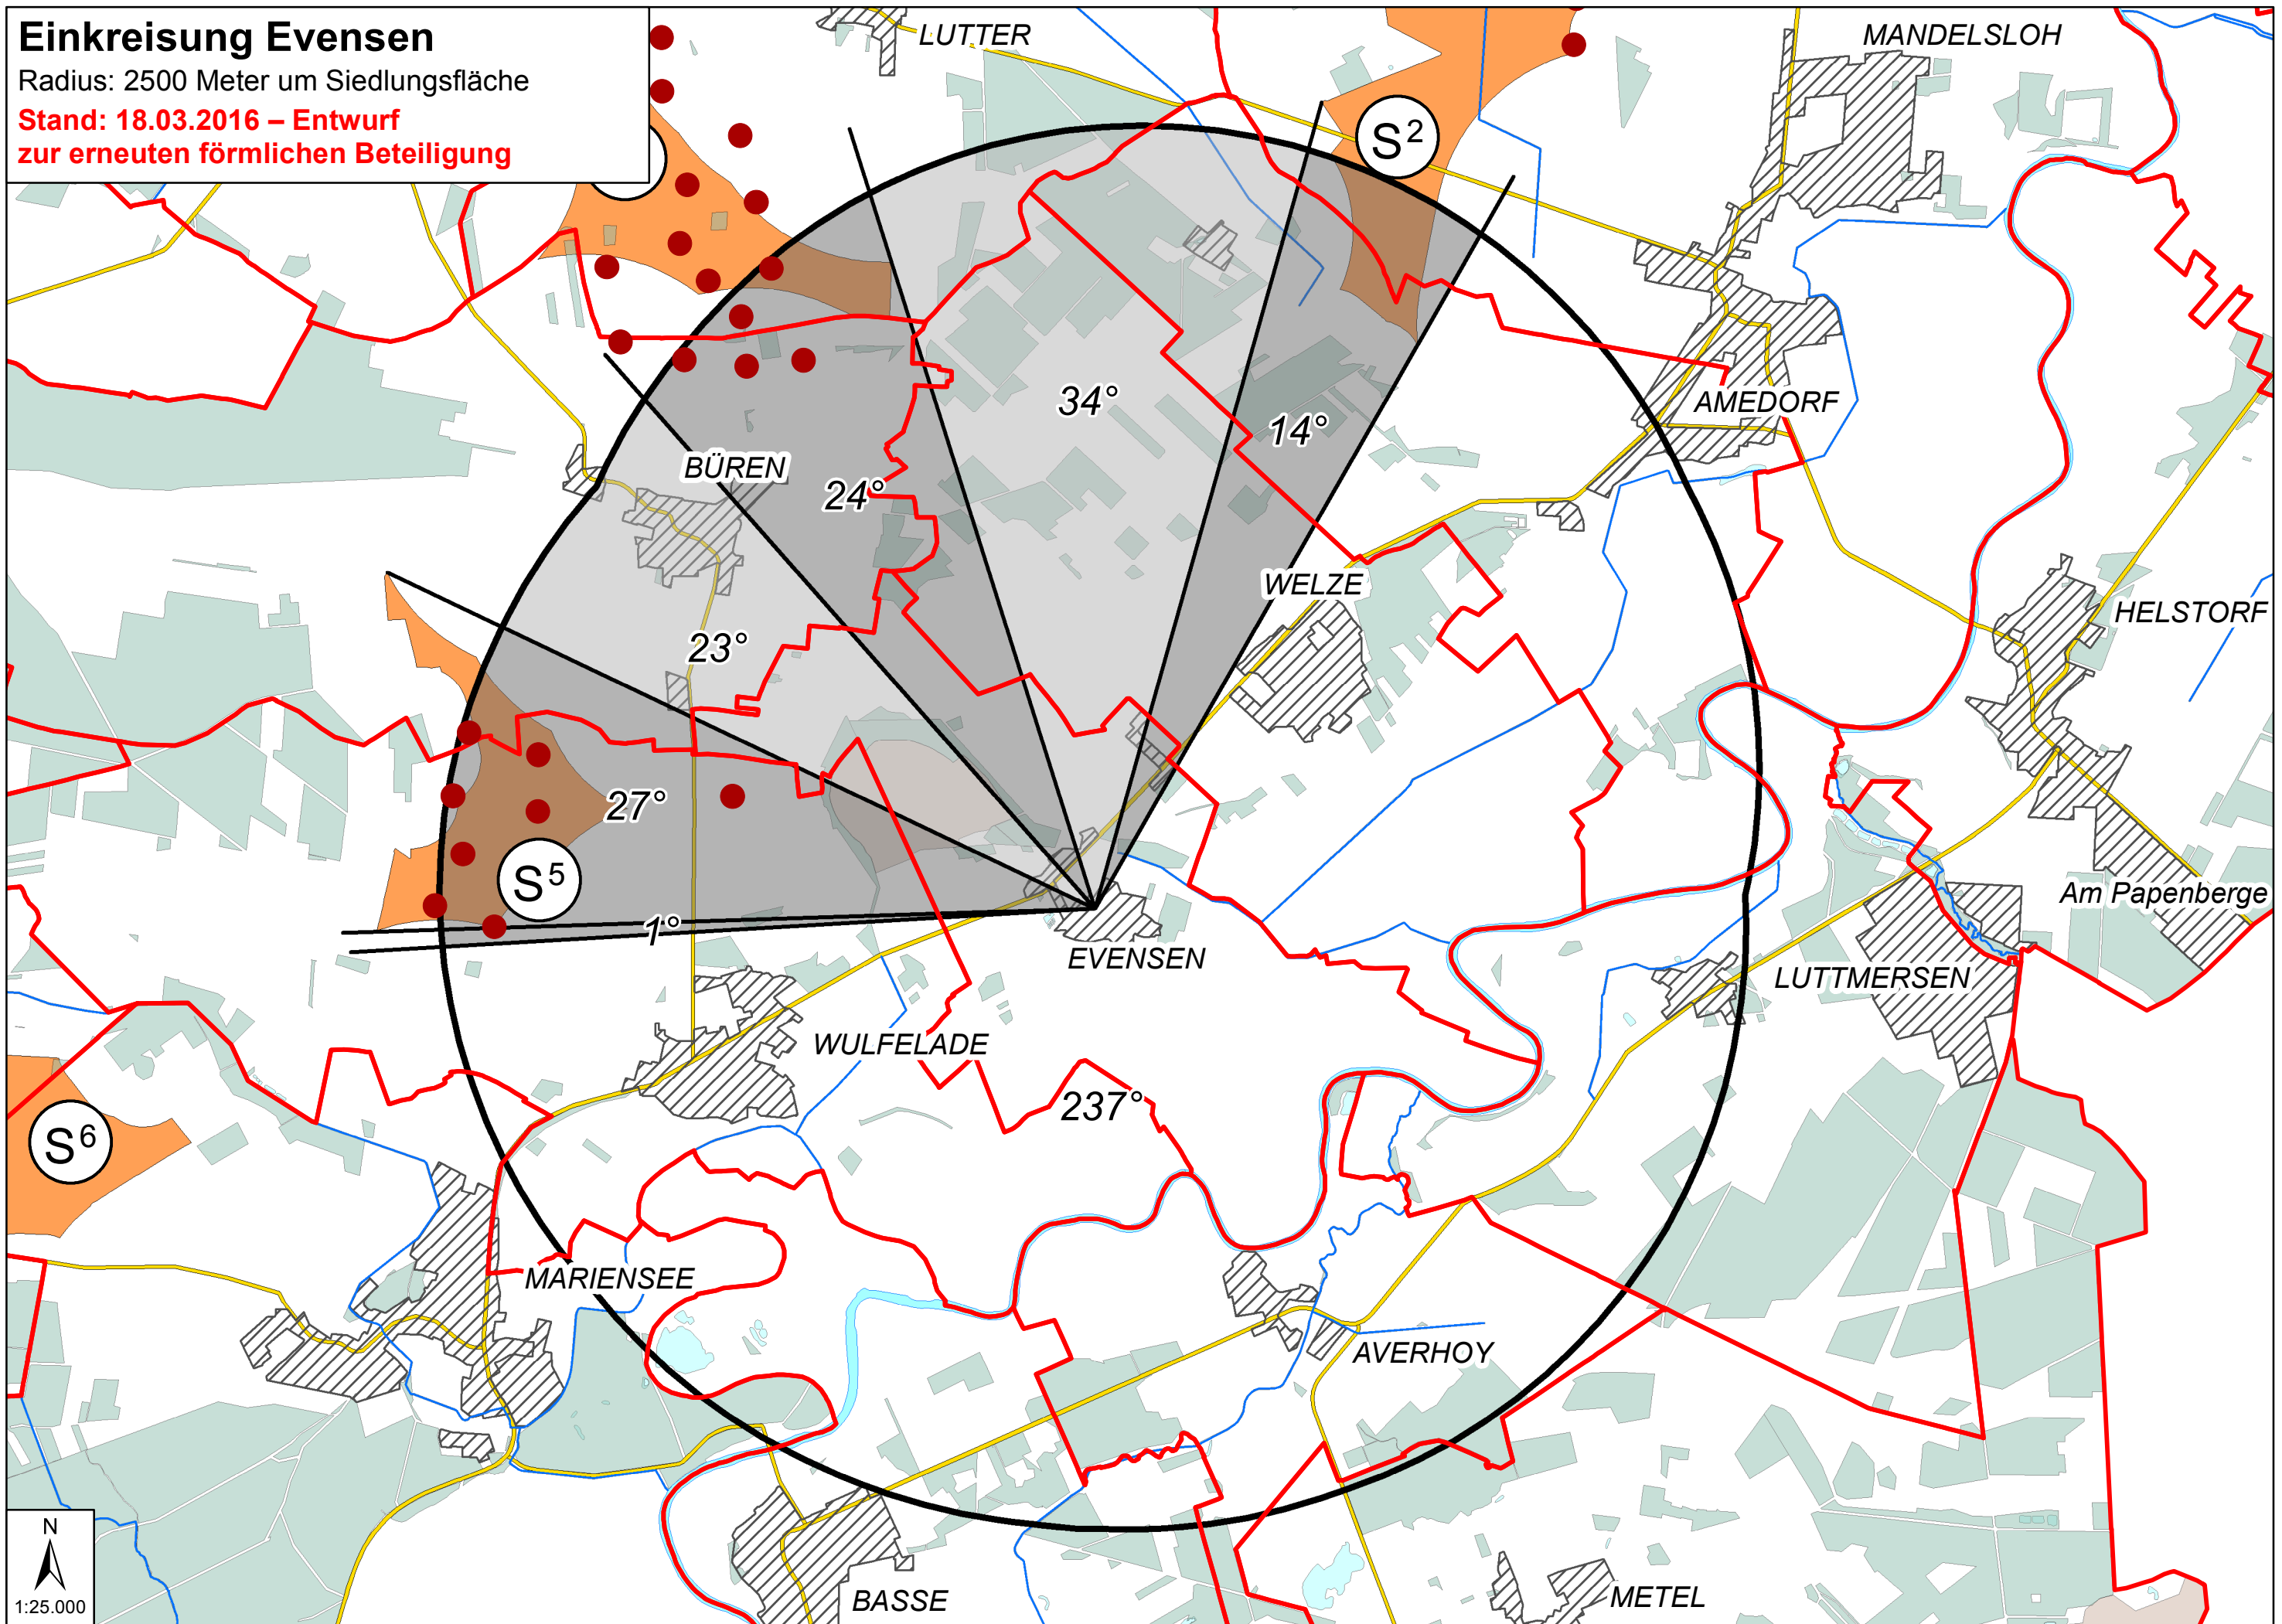 Einkreisung Evensen
Radius: 2500 Meter um Siedlungsfläche
Stand: 18.03.2016 – Entwurf
zur erneuten förmlichen Beteiligung
LUTTER
MANDELSLOH
S2
34°
AMEDORF
14°
BÜREN
24°
WELZE
HELSTORF
23°
27°
S5
1°
Am Papenberge
EVENSEN
LUTTMERSEN
WULFELADE
237°
S6
MARIENSEE
AVERHOY
N
1:25.000
BASSE
METEL